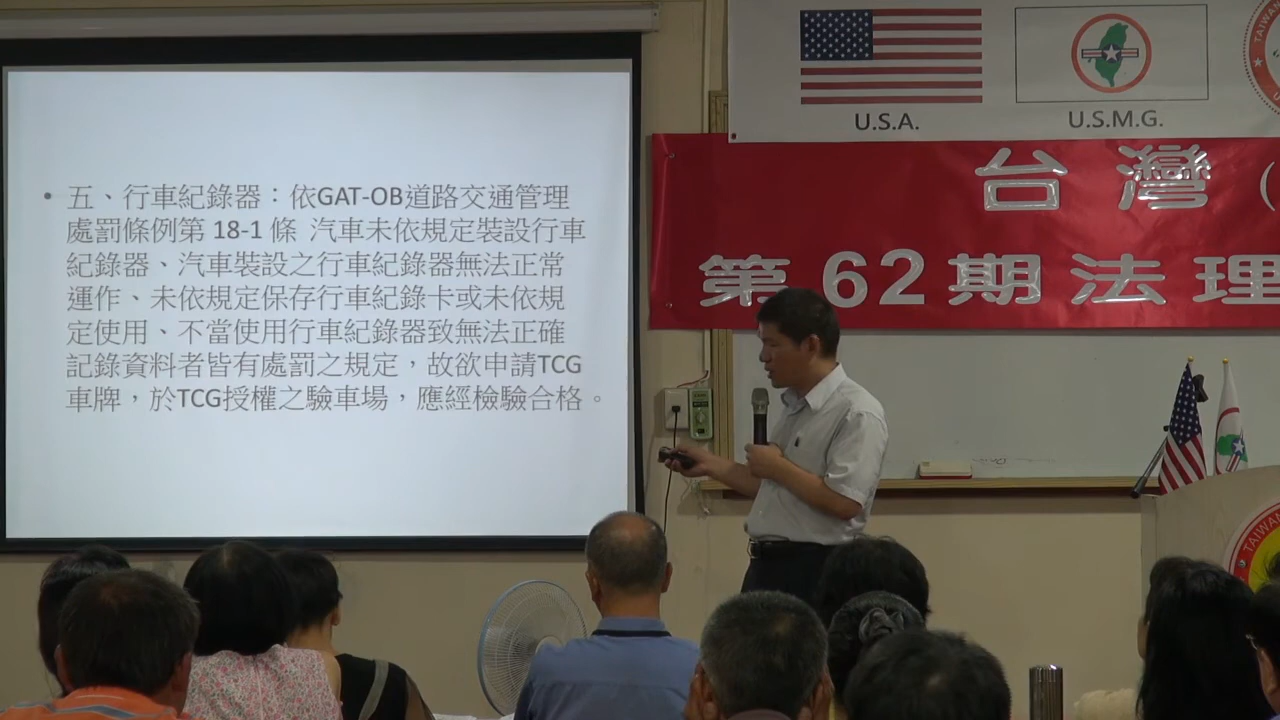 • 五、行車紀錄器：依GAT-OB道路交通管理
處罰條例第 18-1 條 汽車未依規定裝設行車
紀錄器、汽車裝設之行車紀錄器無法正常
運作、未依規定保存行車紀錄卡或未依規
定使用、不當使用行車紀錄器致無法正確
記錄資料者皆有處罰之規定，故欲申請TCG
車牌，於TCG授權之驗車場，應經檢驗合格。
U.S.A.
U.S.M.G.
台灣（
第62期法理
TAIWAN